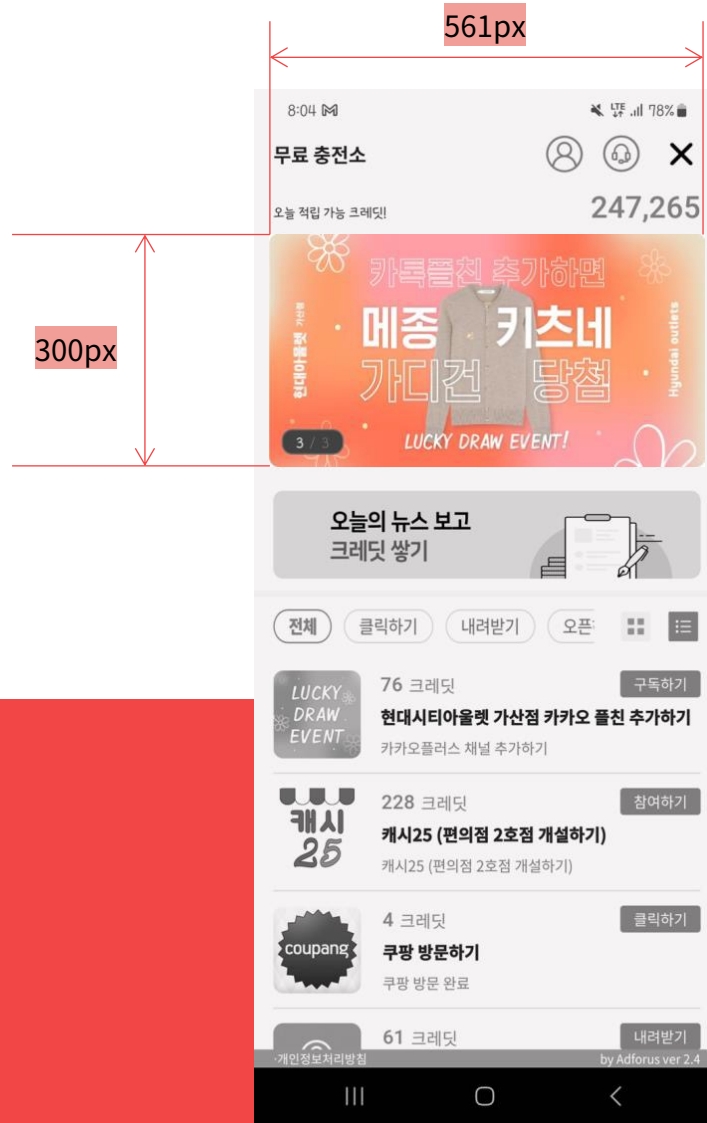 561px
8:04
LTE
78%
무료 충전소
오늘 적립 가능 크레딧!
247,265
300px
카톡플친 추가하면
메종 키츠네
가디건 당첨
현대아울렛 가산점
Hyundai outlets
LUCKY DRAW EVENT!
3 / 3
오늘의 뉴스 보고
크레딧 쌓기
전체
클릭하기
내려받기
오픈
LUCKY
DRAW
EVENT
76 크레딧
구독하기
현대시티아울렛 가산점 카카오 플친 추가하기
카카오플러스 채널 추가하기
캐시
25
228 크레딧
참여하기
캐시25 (편의점 2호점 개설하기)
캐시25 (편의점 2호점 개설하기)
coupang
4 크레딧
클릭하기
쿠팡 방문하기
쿠팡 방문 완료
61 크레딧
내려받기
·개인정보처리방침
by Adforus ver 2.4